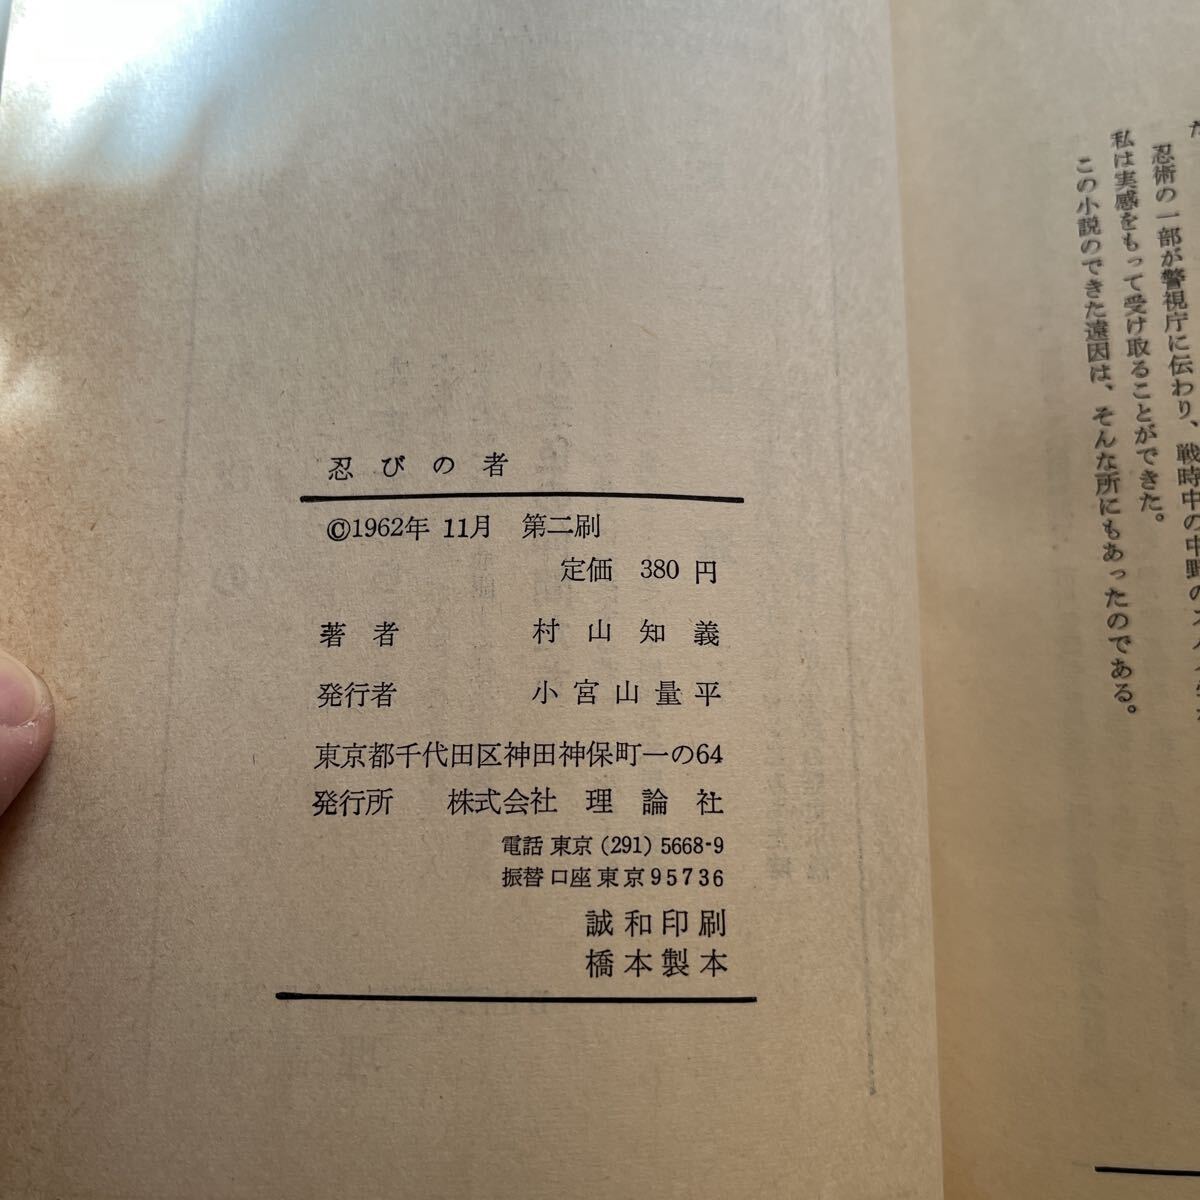 忍術の一部が警視庁に伝わり、戦時中の中野の
私は実感をもって受け取ることができた。
この小説のできた遠因は、そんな所にもあったのである。
忍びの者
©1962年 11月 第二刷
定価 380 円
著者 村山知義
発行者 小宮山量平
東京都千代田区神田神保町一の64
発行所 株式会社 理論社
電話 東京 (291) 5668-9
振替 口座 東京 95736
誠和印刷
橋本製本